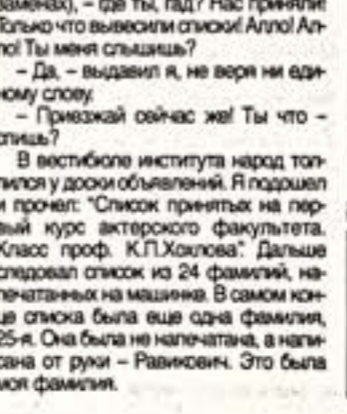 заменах), – где ты, гад? Нас приняли!
Только что вывесили списки! Алло! Ал-
ло! Ты меня слышишь?
– Да, – выдавил я, не веря ни еди-
ному слову.
– Приезжай сейчас же! Ты что –
спишь?
В вестибюле института народ тол-
пился у доски объявлений. Я подошел
и прочел: "Список принятых на пер-
вый курс актерского факультета.
Класс проф. К.П.Хохлова". Дальше
следовал список из 24 фамилий, на-
печатанных на машинке. В самом кон-
це списка была еще одна фамилия,
25-я. Она была не напечатана, а напи-
сана от руки – Равикович. Это была
моя фамилия.